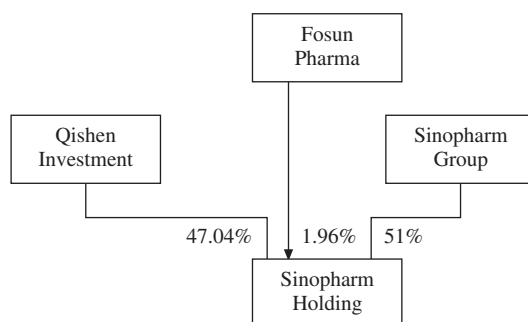 Fosun
Pharma
Qishen
Investment
Sinopharm
Group
47.04%
1.96%
51%
Sinopharm
Holding